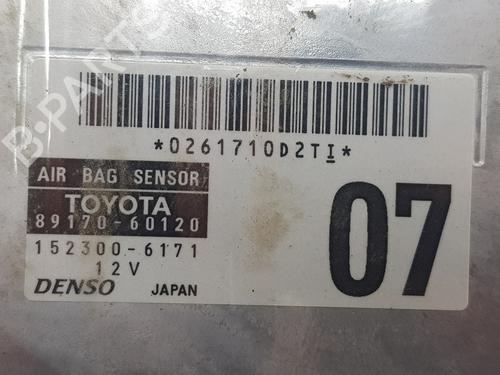 B-PARTS
*0261710D2TI*
AIR BAG SENSOR
TOYOTA
89170-60120
152300-6171
12V
DENSO JAPAN
07